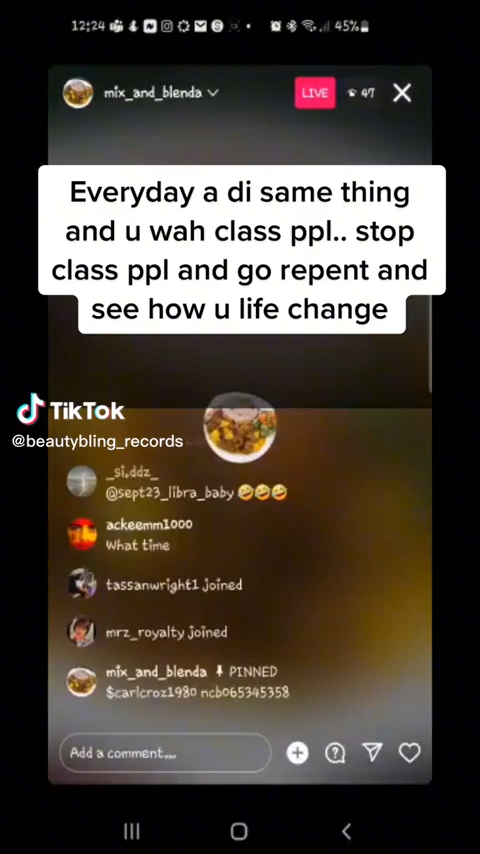 12:24 45%
mix_and_blenda LIVE 47
Everyday a di same thing
and u wah class ppl.. stop
class ppl and go repent and
see how u life change
TikTok
@beautybling_records
_si.ddz_
@sept23_libra_baby 🤣🤣🤣
ackeemm1000
What time
tassanwright1 joined
mrz_royalty joined
mix_and_blenda PINNED
$carlcroz1980 ncb065345358
Add a comment...